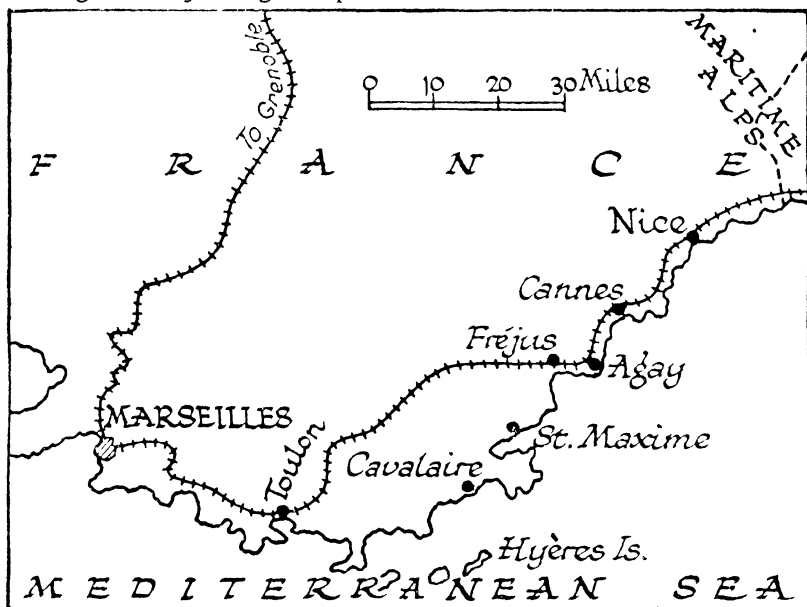 To Grenoble
MARITIME
ALPS
0 10 20 30 Miles
FRANCE
Nice
Cannes
Fréjus
Agay
MARSEILLES
Toulon
St. Maxime
Cavalaire
Hyères Is.
MEDITERRANEAN SEA